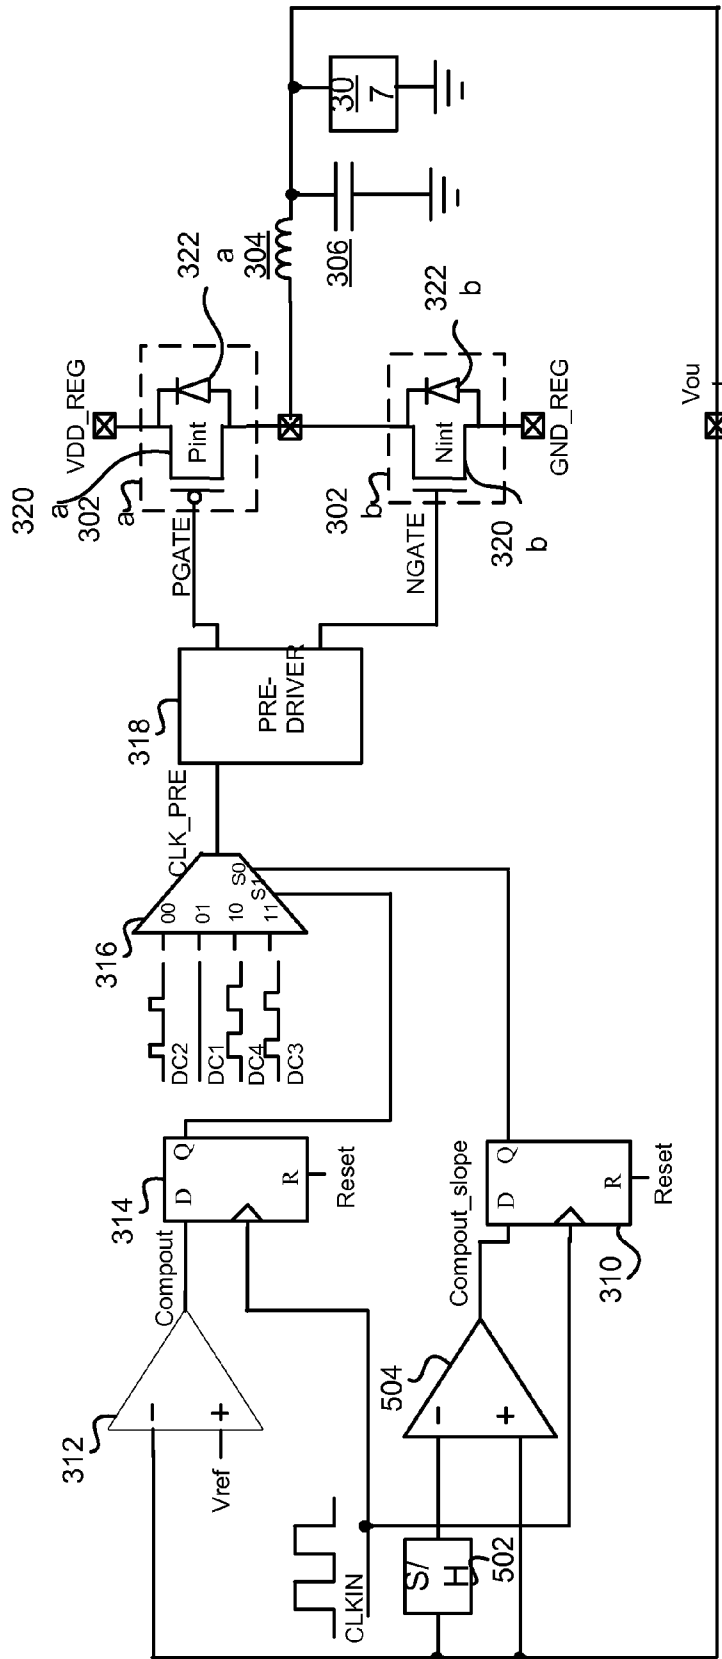 312
Vref
−
+
Compout
314
D
Q
R
Reset
CLKIN
S/
H
502
504
−
+
Compout_slope
310
D
Q
R
Reset
316
DC2
DC1
DC4
DC3
00
01
10
11
S1
S0
CLK_PRE
318
PRE-
DRIVER
PGATE
NGATE
320
a
302
a
VDD_REG
Pint
322
a
304
306
30
7
302
b
Nint
320
b
322
b
GND_REG
Vou